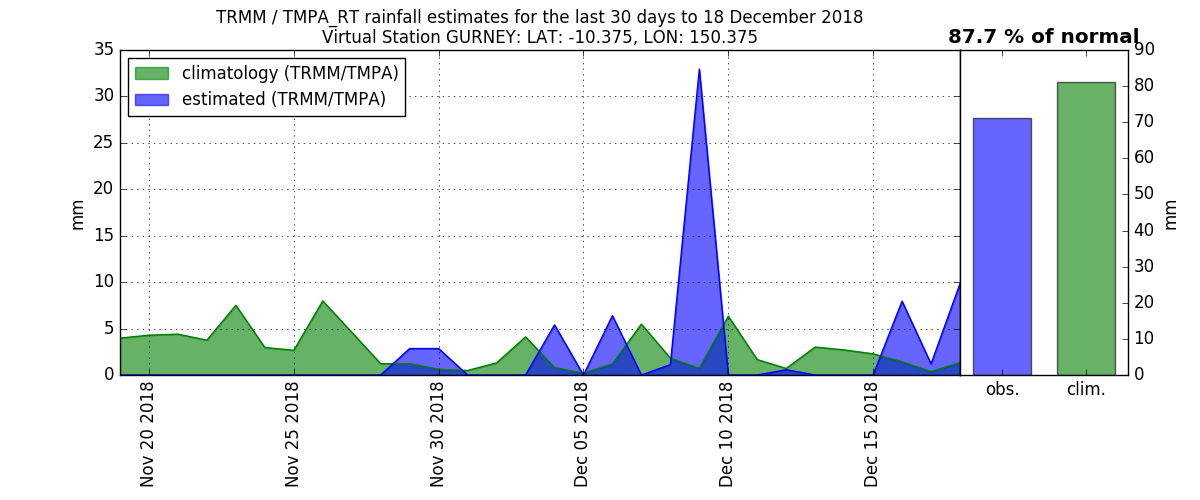 TRMM / TMPA_RT rainfall estimates for the last 30 days to 18 December 2018
Virtual Station GURNEY: LAT: -10.375, LON: 150.375
87.7 % of normal
climatology (TRMM/TMPA)
estimated (TRMM/TMPA)
mm
35
30
25
20
15
10
5
0
Nov 20 2018
Nov 25 2018
Nov 30 2018
Dec 05 2018
Dec 10 2018
Dec 15 2018
obs.
clim.
90
80
70
60
50
40
30
20
10
0
mm